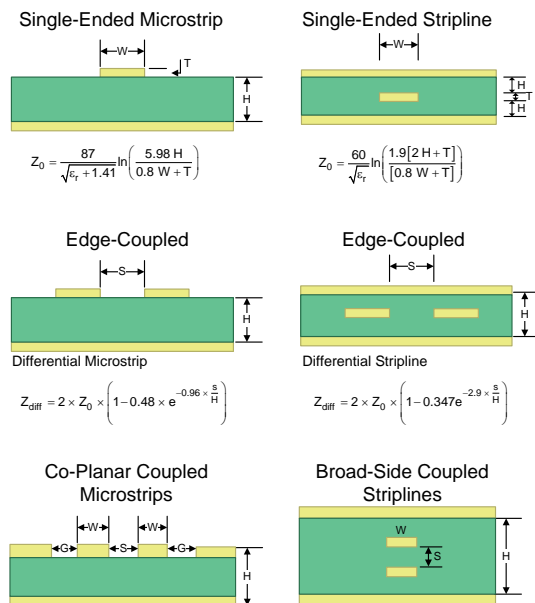 Single-Ended Microstrip
W
T
H
Z₀ = 87 / √(εᵣ + 1.41) ln(5.98 H / (0.8 W + T))
Single-Ended Stripline
W
H
T
H
Z₀ = 60 / √εᵣ ln(1.9[2 H + T] / [0.8 W + T])
Edge-Coupled
S
H
Differential Microstrip
Z_diff = 2 × Z₀ × (1 − 0.48 × e^(−0.96 × s/H))
Edge-Coupled
S
H
Differential Stripline
Z_diff = 2 × Z₀ × (1 − 0.347e^(−2.9 × s/H))
Co-Planar Coupled
Microstrips
W
W
G
S
G
H
Broad-Side Coupled
Striplines
W
S
H